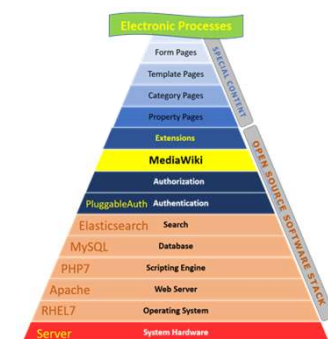 Electronic Processes
Form Pages
Template Pages
Category Pages
Property Pages
Extensions
MediaWiki
Authorization
PluggableAuth Authentication
Elasticsearch Search
MySQL Database
PHP7 Scripting Engine
Apache Web Server
RHEL7 Operating System
Server System Hardware
SPECIAL CONTENT
OPEN SOURCE SOFTWARE STACK